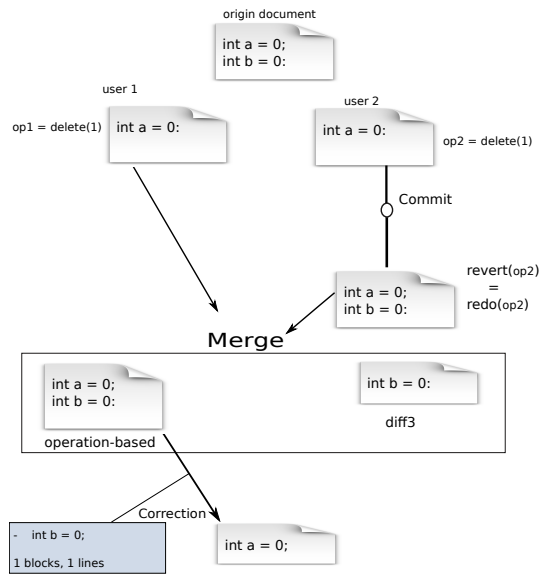 origin document
int a = 0;
int b = 0:
user 1
op1 = delete(1)
int a = 0:
user 2
int a = 0:
op2 = delete(1)
Commit
int a = 0;
int b = 0:
revert(op2)
=
redo(op2)
Merge
int a = 0;
int b = 0:
operation-based
int b = 0:
diff3
Correction
- int b = 0;
1 blocks, 1 lines
int a = 0;